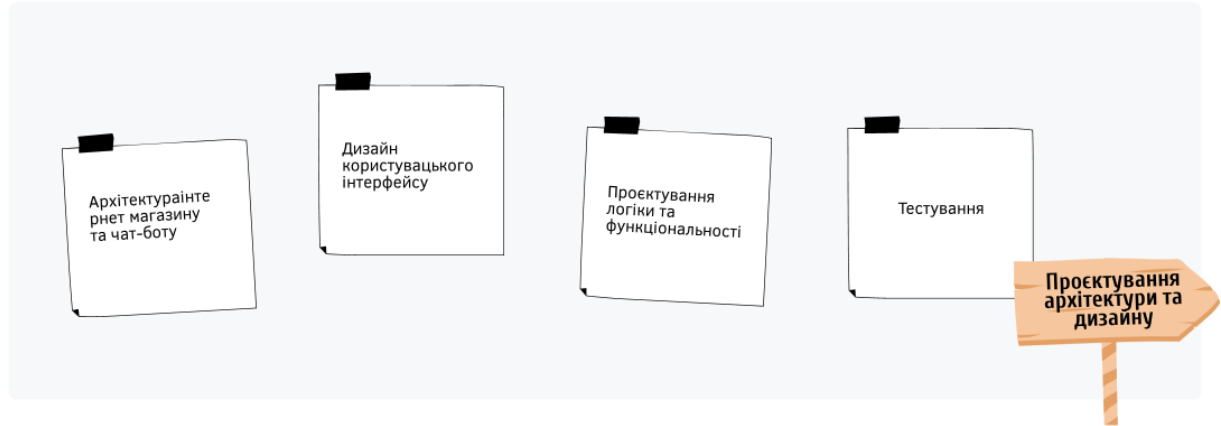 Архітектураінте
рнет магазину
та чат-боту
Дизайн
користувацького
інтерфейсу
Проєктування
логіки та
функціональності
Тестування
Проєктування
архітектури та
дизайну